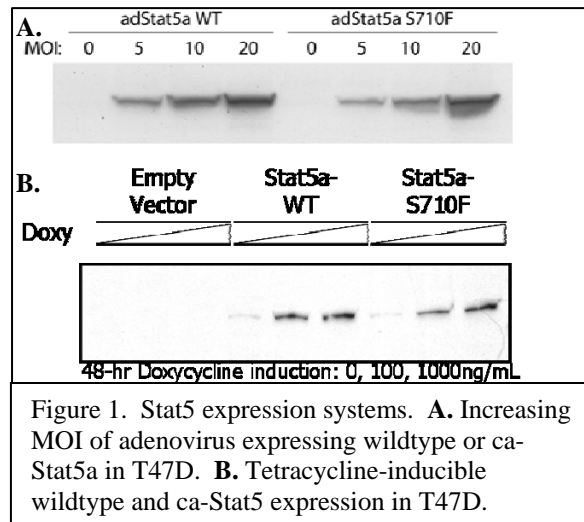 adStat5a WT adStat5a S710F
A.
MOI: 0 5 10 20 0 5 10 20
B.
Empty Stat5a- Stat5a-
Vector WT S710F
Doxy
48-hr Doxycycline induction: 0, 100, 1000ng/mL
Figure 1. Stat5 expression systems. A. Increasing
MOI of adenovirus expressing wildtype or ca-
Stat5a in T47D. B. Tetracycline-inducible
wildtype and ca-Stat5 expression in T47D.